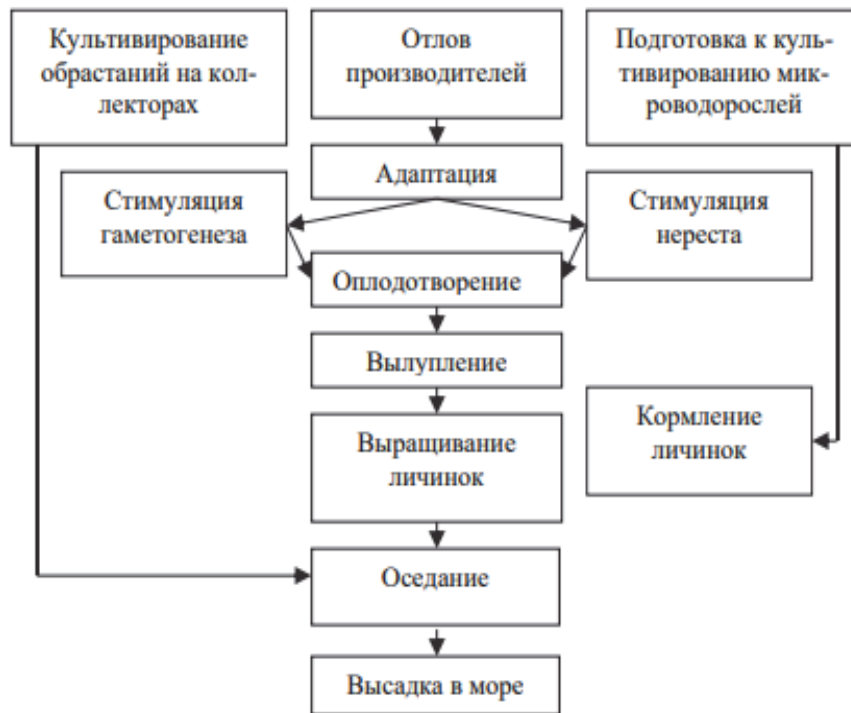 Культивирование
обрастаний на кол-
лекторах
Отлов
производителей
Подготовка к куль-
тивированию мик-
роводорослей
Адаптация
Стимуляция
гаметогенеза
Стимуляция
нереста
Оплодотворение
Вылупление
Выращивание
личинок
Кормление
личинок
Оседание
Высадка в море